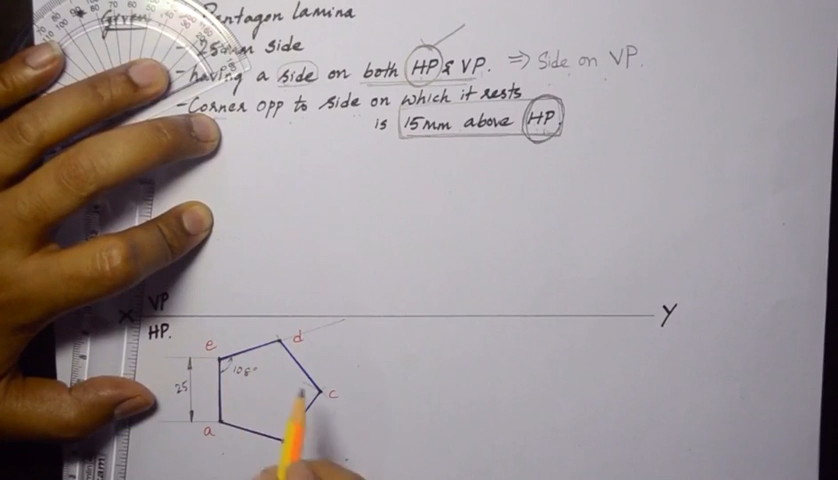 Given
Pentagon lamina
- 25mm side
- having a side on both HP & VP. ⇒ Side on VP.
- Corner opp to side on which it rests
is 15mm above HP.
X VP Y
HP.
e d
108°
25 c
a